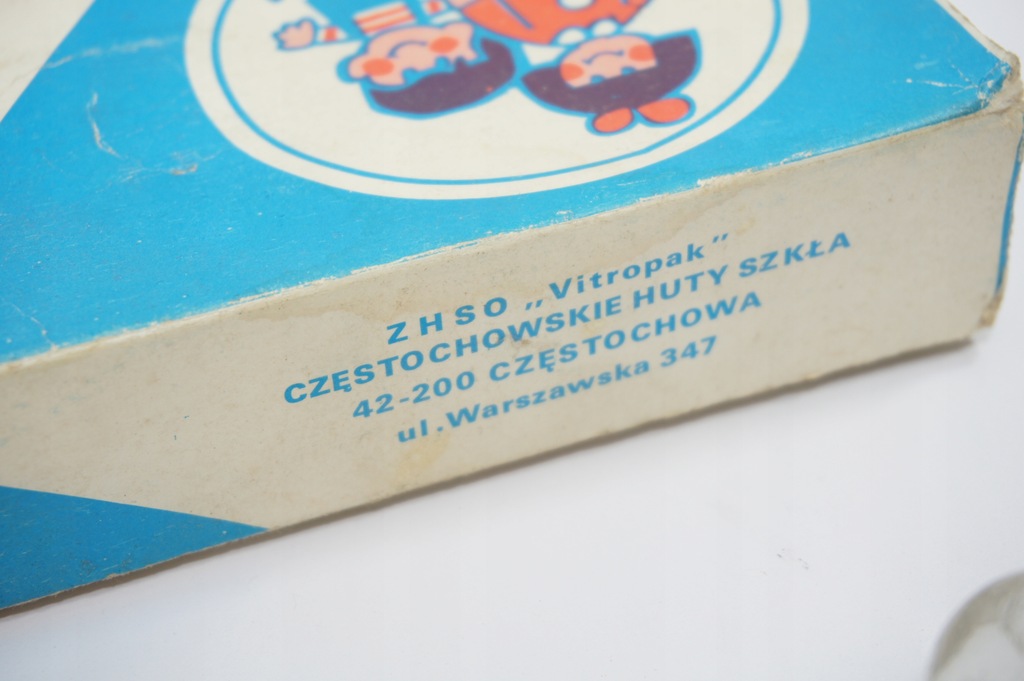 ZHSO ,,Vitropak"
CZĘSTOCHOWSKIE HUTY SZKŁA
42-200 CZĘSTOCHOWA
ul.Warszawska 347